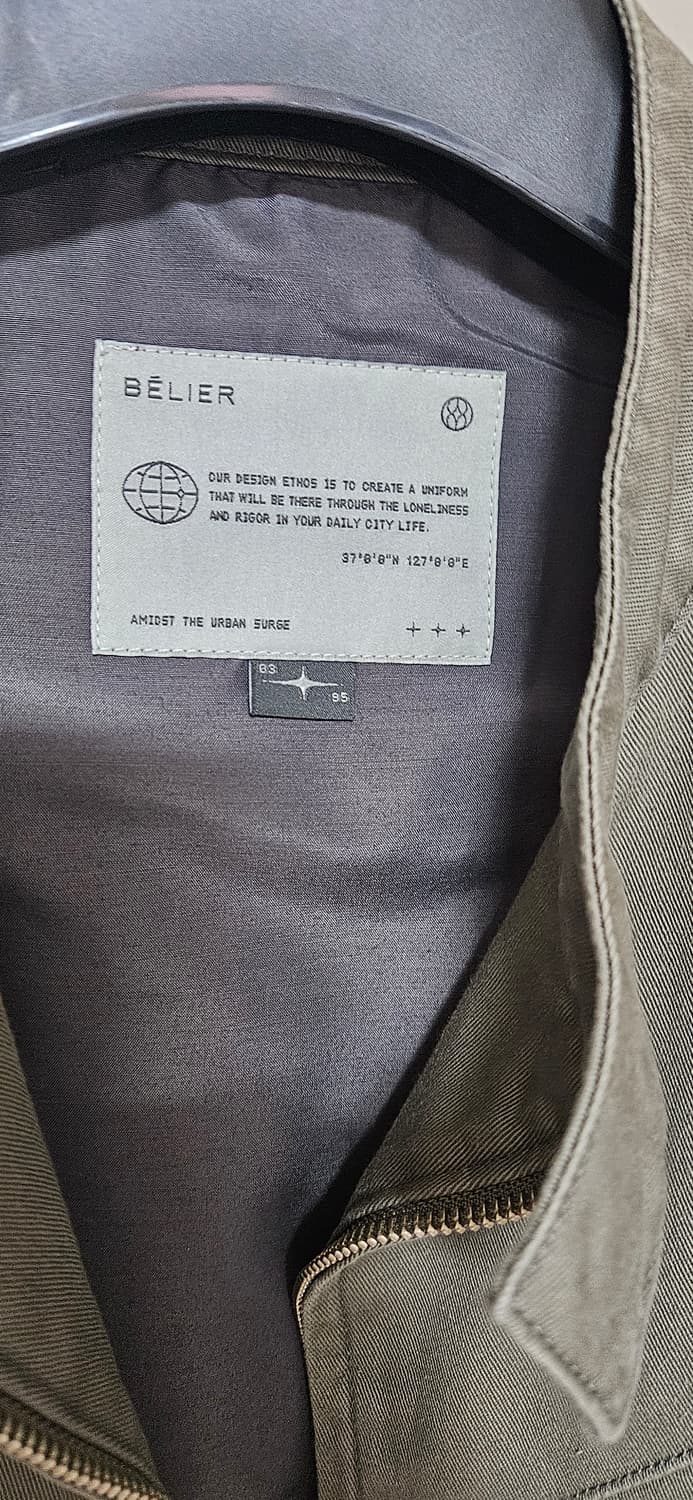 BÉLIER
OUR DESIGN ETHOS IS TO CREATE A UNIFORM
THAT WILL BE THERE THROUGH THE LONELINESS
AND RIGOR IN YOUR DAILY CITY LIFE.
37°0'0"N 127°0'0"E
AMIDST THE URBAN SURGE
03
95